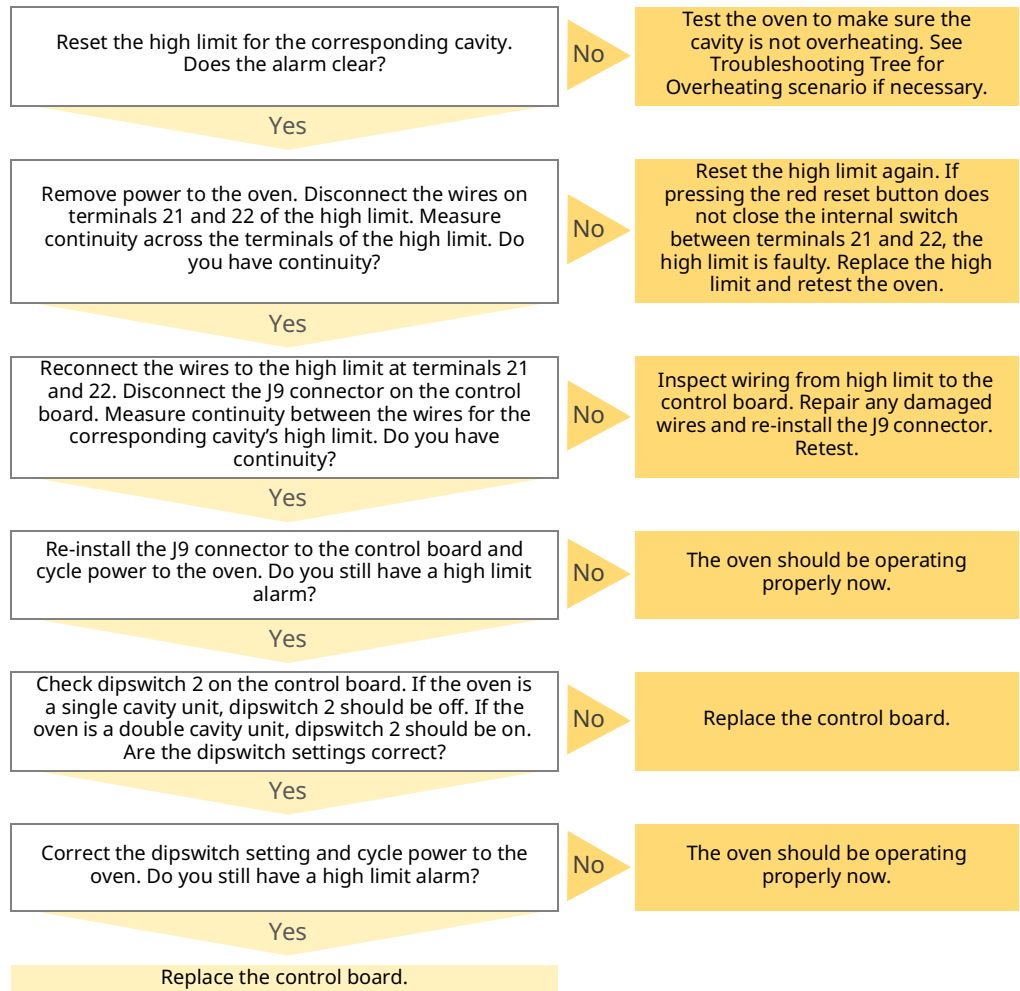 Reset the high limit for the corresponding cavity.
Does the alarm clear?
No
Test the oven to make sure the
cavity is not overheating. See
Troubleshooting Tree for
Overheating scenario if necessary.
Yes
Remove power to the oven. Disconnect the wires on
terminals 21 and 22 of the high limit. Measure
continuity across the terminals of the high limit. Do
you have continuity?
No
Reset the high limit again. If
pressing the red reset button does
not close the internal switch
between terminals 21 and 22, the
high limit is faulty. Replace the high
limit and retest the oven.
Yes
Reconnect the wires to the high limit at terminals 21
and 22. Disconnect the J9 connector on the control
board. Measure continuity between the wires for the
corresponding cavity’s high limit. Do you have
continuity?
No
Inspect wiring from high limit to the
control board. Repair any damaged
wires and re-install the J9 connector.
Retest.
Yes
Re-install the J9 connector to the control board and
cycle power to the oven. Do you still have a high limit
alarm?
No
The oven should be operating
properly now.
Yes
Check dipswitch 2 on the control board. If the oven is
a single cavity unit, dipswitch 2 should be off. If the
oven is a double cavity unit, dipswitch 2 should be on.
Are the dipswitch settings correct?
No
Replace the control board.
Yes
Correct the dipswitch setting and cycle power to the
oven. Do you still have a high limit alarm?
No
The oven should be operating
properly now.
Yes
Replace the control board.